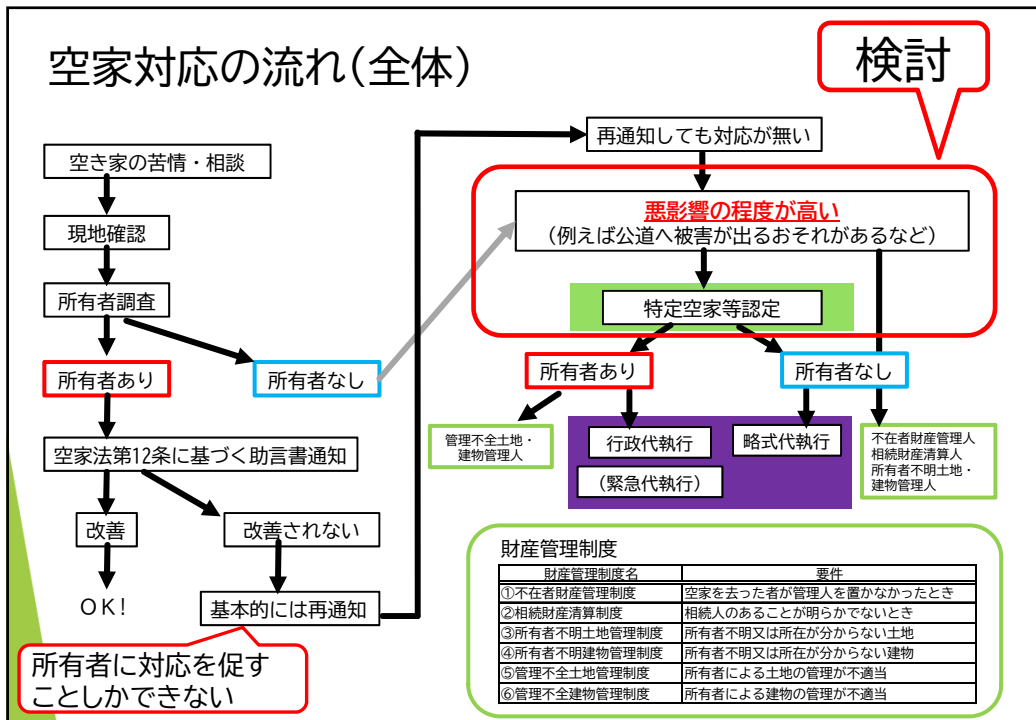 空家対応の流れ(全体)
検討
空き家の苦情・相談
現地確認
所有者調査
所有者あり
所有者なし
空家法第12条に基づく助言書通知
改善
改善されない
OK!
基本的には再通知
所有者に対応を促す
ことしかできない
再通知しても対応が無い
悪影響の程度が高い
(例えば公道へ被害が出るおそれがあるなど)
特定空家等認定
所有者あり
所有者なし
管理不全土地・
建物管理人
行政代執行
(緊急代執行)
略式代執行
不在者財産管理人
相続財産清算人
所有者不明土地・
建物管理人
財産管理制度
財産管理制度名 要件
①不在者財産管理制度 空家を去った者が管理人を置かなかったとき
②相続財産清算制度 相続人のあることが明らかでないとき
③所有者不明土地管理制度 所有者不明又は所在が分からない土地
④所有者不明建物管理制度 所有者不明又は所在が分からない建物
⑤管理不全土地管理制度 所有者による土地の管理が不適当
⑥管理不全建物管理制度 所有者による建物の管理が不適当